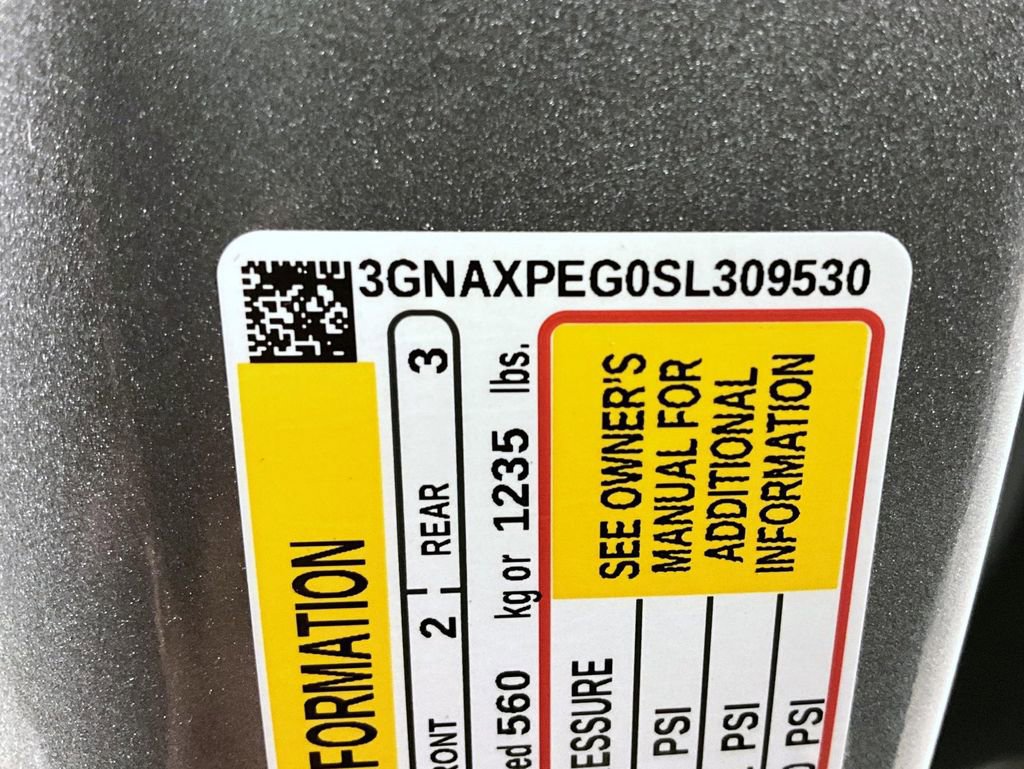 3GNAXPEG0SL309530
FORMATION
RONT 2 REAR 3
ed 560 kg or 1235 lbs.
SEE OWNER'S
MANUAL FOR
ADDITIONAL
INFORMATION
ESSURE
PSI
PSI
PSI